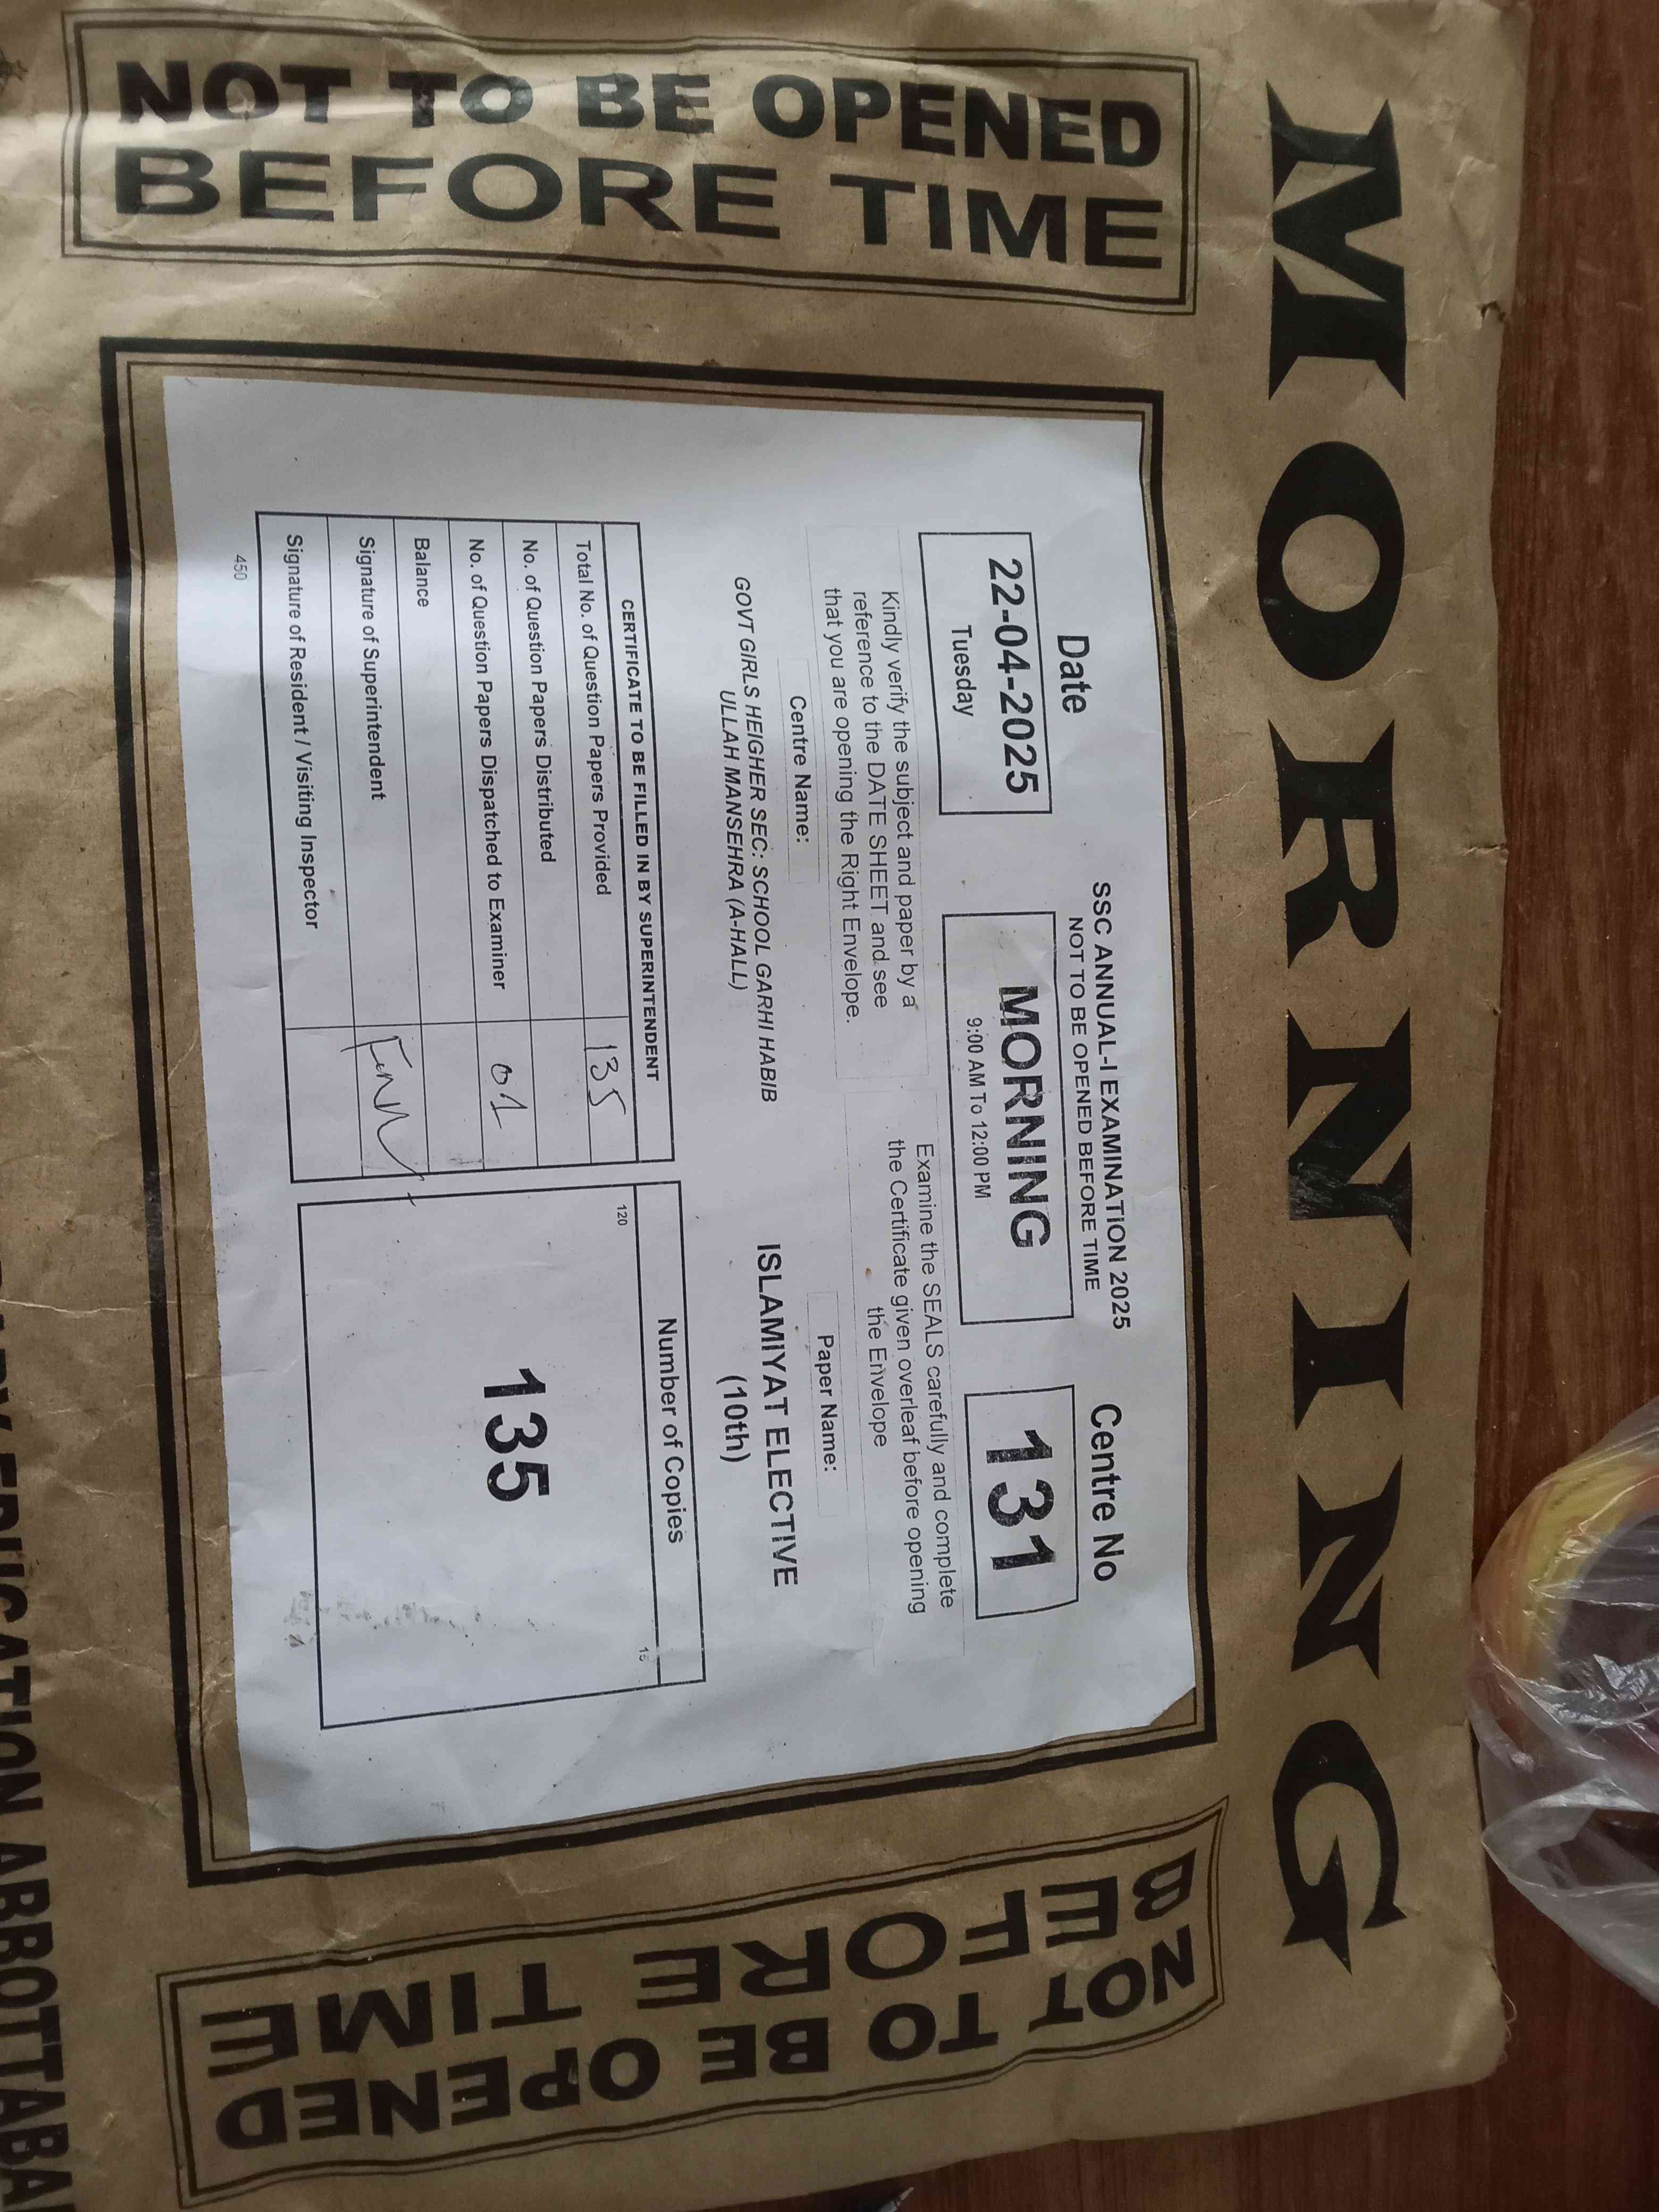 MORNING
NOT TO BE OPENED
BEFORE TIME
SSC ANNUAL-I EXAMINATION 2025
NOT TO BE OPENED BEFORE TIME
Date
22-04-2025
Tuesday
MORNING
9:00 AM To 12:00 PM
Centre No
131
Kindly verify the subject and paper by a
reference to the DATE SHEET and see
that you are opening the Right Envelope.
Examine the SEALS carefully and complete
the Certificate given overleaf before opening
the Envelope
Centre Name:
GOVT GIRLS HEIGHER SEC: SCHOOL GARHI HABIB
ULLAH MANSEHRA (A-HALL)
Paper Name:
ISLAMIYAT ELECTIVE
(10th)
CERTIFICATE TO BE FILLED IN BY SUPERINTENDENT
Total No. of Question Papers Provided 135
No. of Question Papers Distributed
No. of Question Papers Dispatched to Examiner 01
Balance
Signature of Superintendent
Signature of Resident / Visiting Inspector
450
Number of Copies
120
15
135
NOT TO BE OPENED
BEFORE TIME
EDUCATION ABBOTTABA